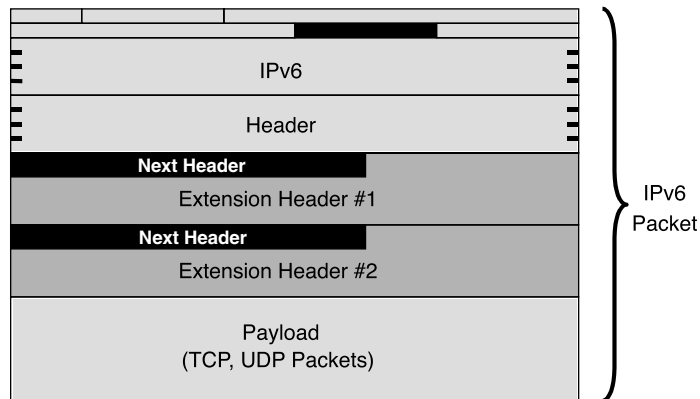 IPv6
Header
Next Header
Extension Header #1
Next Header
Extension Header #2
Payload
(TCP, UDP Packets)
IPv6
Packet